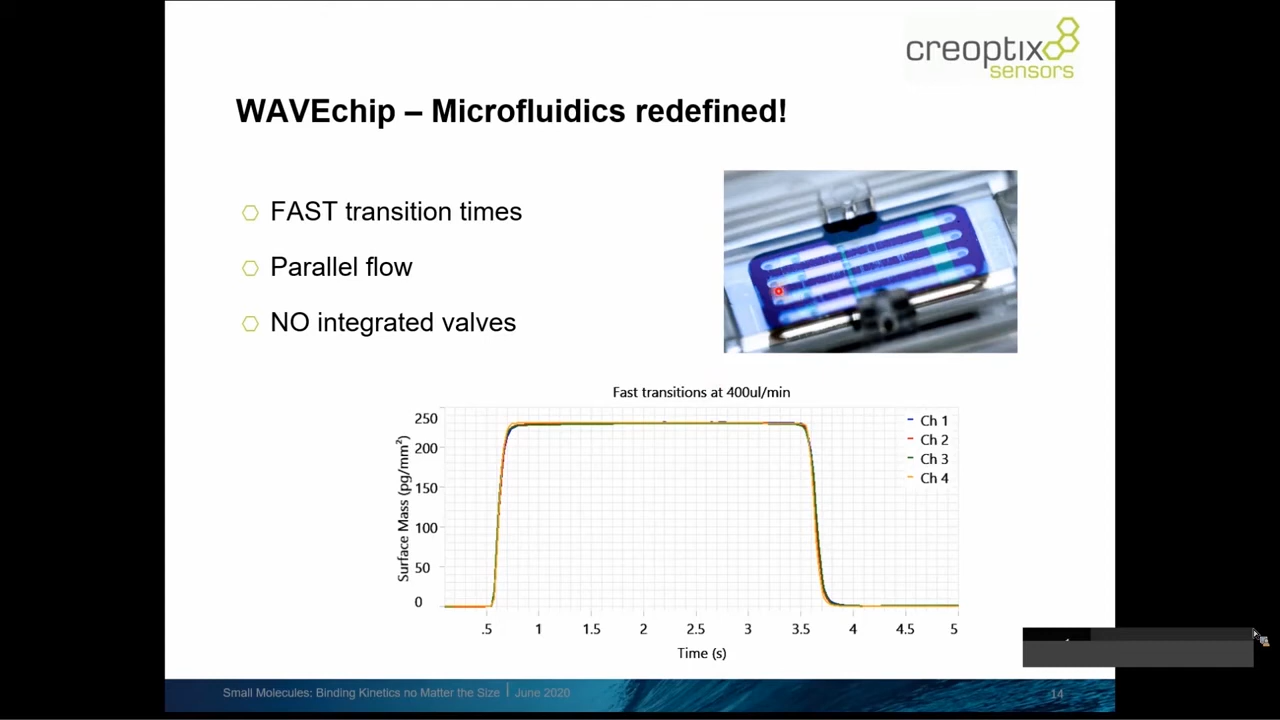 creoptix
sensors
WAVEchip – Microfluidics redefined!
FAST transition times
Parallel flow
NO integrated valves
Fast transitions at 400ul/min
Surface Mass (pg/mm²)
250
200
150
100
50
0
Ch 1
Ch 2
Ch 3
Ch 4
.5 1 1.5 2 2.5 3 3.5 4 4.5 5
Time (s)
Small Molecules: Binding Kinetics no Matter the Size | June 2020
14